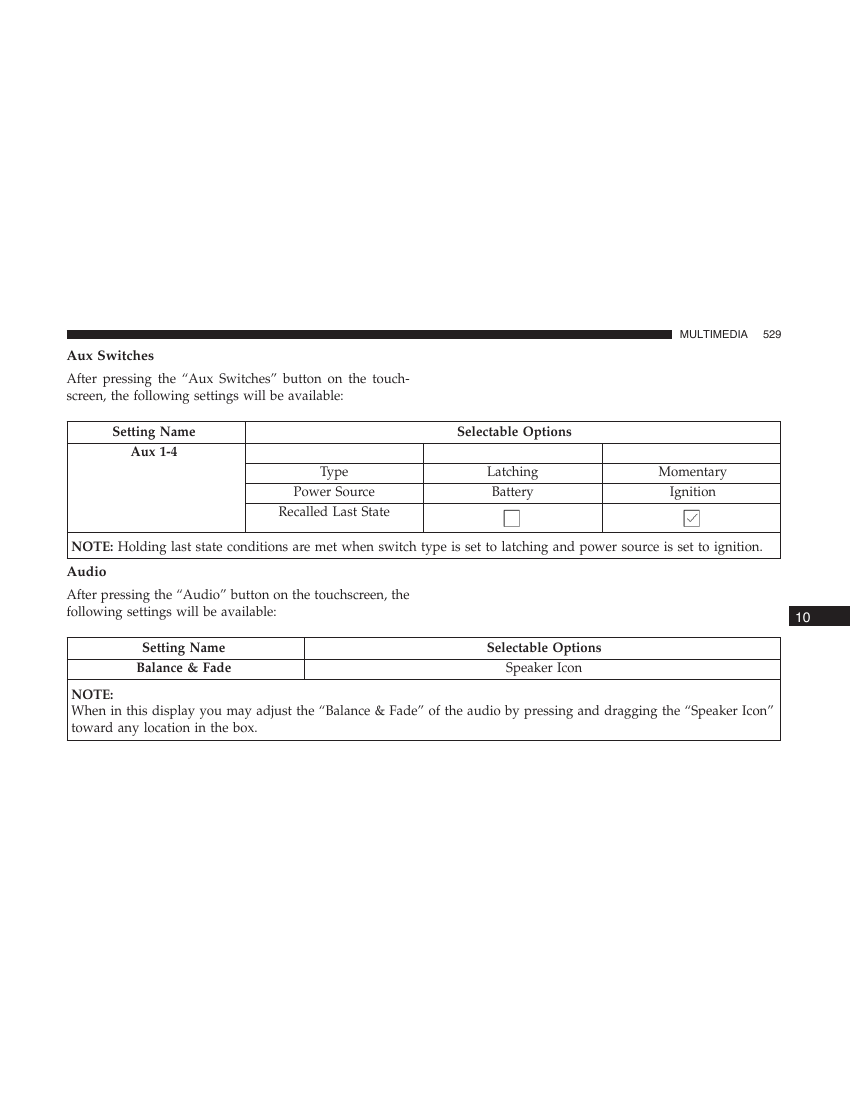 MULTIMEDIA 529
Aux Switches
After pressing the “Aux Switches” button on the touch-
screen, the following settings will be available:
Setting Name Selectable Options
Aux 1-4
Type Latching Momentary
Power Source Battery Ignition
Recalled Last State
NOTE: Holding last state conditions are met when switch type is set to latching and power source is set to ignition.
Audio
After pressing the “Audio” button on the touchscreen, the
following settings will be available:
10
Setting Name Selectable Options
Balance & Fade Speaker Icon
NOTE:
When in this display you may adjust the “Balance & Fade” of the audio by pressing and dragging the “Speaker Icon”
toward any location in the box.